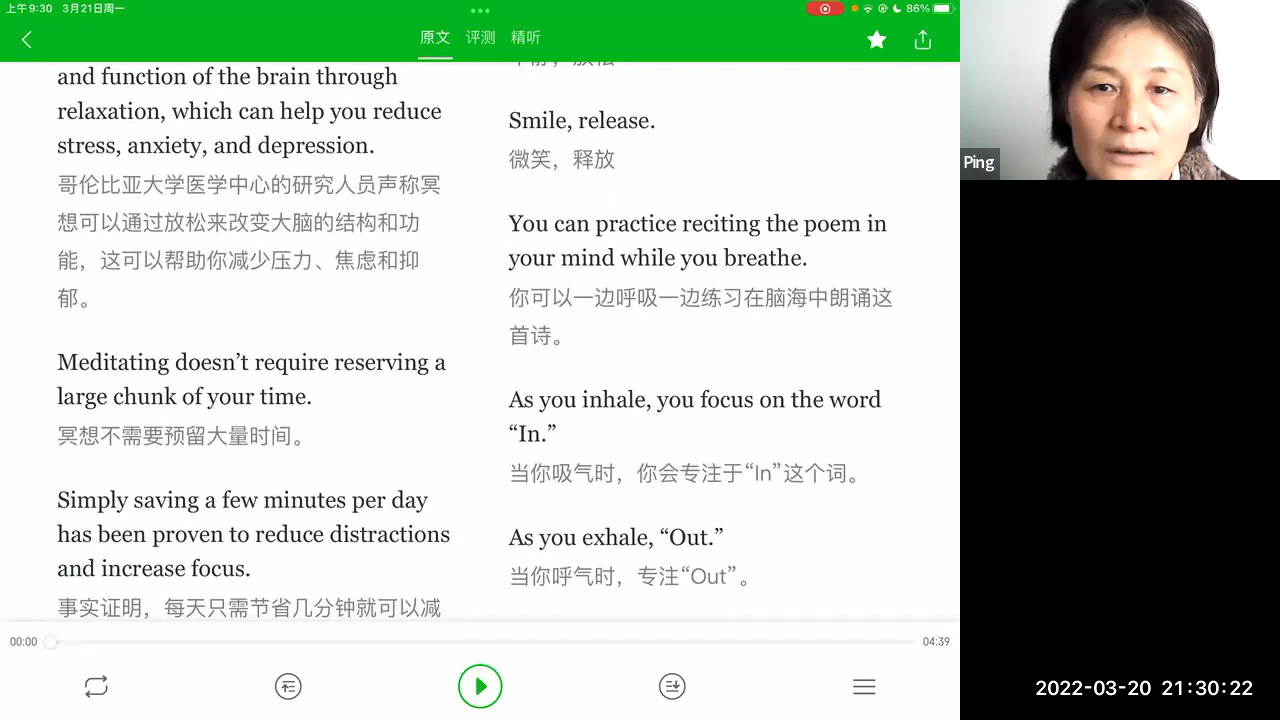 上午9:30 3月21日周一
86%
原文 评测 精听
and function of the brain through
relaxation, which can help you reduce
stress, anxiety, and depression.
哥伦比亚大学医学中心的研究人员声称冥
想可以通过放松来改变大脑的结构和功
能，这可以帮助你减少压力、焦虑和抑
郁。
Meditating doesn’t require reserving a
large chunk of your time.
冥想不需要预留大量时间。
Simply saving a few minutes per day
has been proven to reduce distractions
and increase focus.
事实证明，每天只需节省几分钟就可以减
Smile, release.
微笑，释放
You can practice reciting the poem in
your mind while you breathe.
你可以一边呼吸一边练习在脑海中朗诵这
首诗。
As you inhale, you focus on the word
“In.”
当你吸气时，你会专注于“In”这个词。
As you exhale, “Out.”
当你呼气时，专注“Out”。
00:00
04:39
Ping
2022-03-20 21:30:22